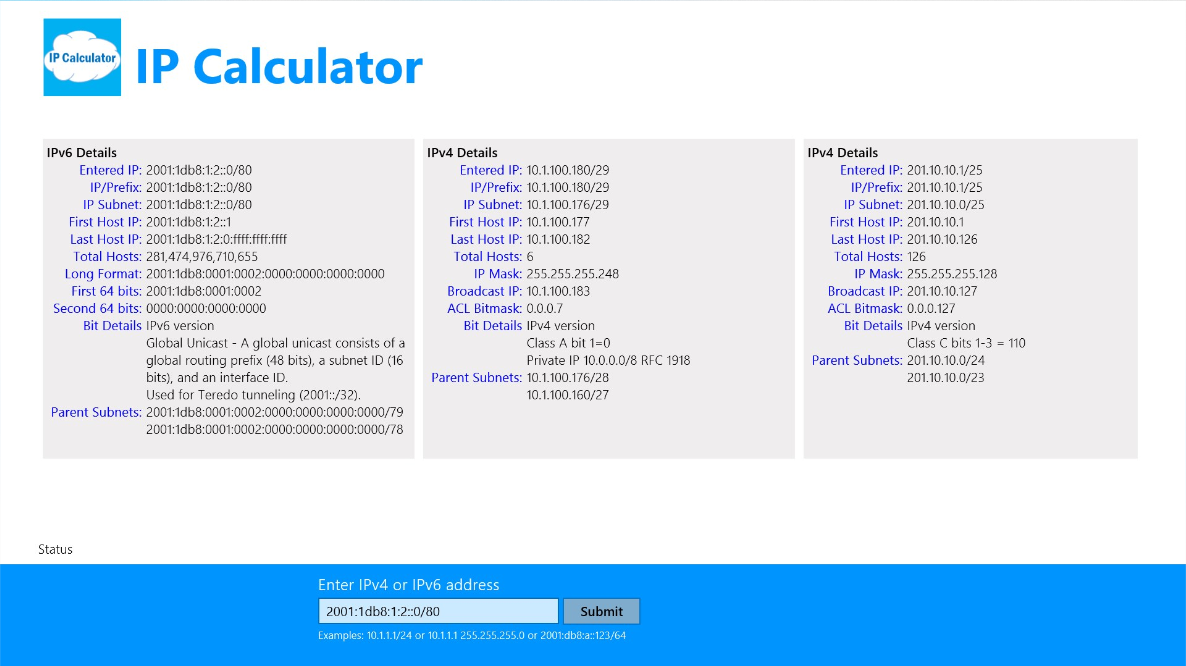 IP Calculator
IP Calculator
IPv6 Details
Entered IP: 2001:1db8:1:2::0/80
IP/Prefix: 2001:1db8:1:2::0/80
IP Subnet: 2001:1db8:1:2::0/80
First Host IP: 2001:1db8:1:2::1
Last Host IP: 2001:1db8:1:2:0:ffff:ffff:ffff
Total Hosts: 281,474,976,710,655
Long Format: 2001:1db8:0001:0002:0000:0000:0000:0000
First 64 bits: 2001:1db8:0001:0002
Second 64 bits: 0000:0000:0000:0000
Bit Details IPv6 version
Global Unicast - A global unicast consists of a
global routing prefix (48 bits), a subnet ID (16
bits), and an interface ID.
Used for Teredo tunneling (2001::/32).
Parent Subnets: 2001:1db8:0001:0002:0000:0000:0000:0000/79
2001:1db8:0001:0002:0000:0000:0000:0000/78
IPv4 Details
Entered IP: 10.1.100.180/29
IP/Prefix: 10.1.100.180/29
IP Subnet: 10.1.100.176/29
First Host IP: 10.1.100.177
Last Host IP: 10.1.100.182
Total Hosts: 6
IP Mask: 255.255.255.248
Broadcast IP: 10.1.100.183
ACL Bitmask: 0.0.0.7
Bit Details IPv4 version
Class A bit 1=0
Private IP 10.0.0.0/8 RFC 1918
Parent Subnets: 10.1.100.176/28
10.1.100.160/27
IPv4 Details
Entered IP: 201.10.10.1/25
IP/Prefix: 201.10.10.1/25
IP Subnet: 201.10.10.0/25
First Host IP: 201.10.10.1
Last Host IP: 201.10.10.126
Total Hosts: 126
IP Mask: 255.255.255.128
Broadcast IP: 201.10.10.127
ACL Bitmask: 0.0.0.127
Bit Details IPv4 version
Class C bits 1-3 = 110
Parent Subnets: 201.10.10.0/24
201.10.10.0/23
Status
Enter IPv4 or IPv6 address
2001:1db8:1:2::0/80
Submit
Examples: 10.1.1.1/24 or 10.1.1.1 255.255.255.0 or 2001:db8:a::123/64